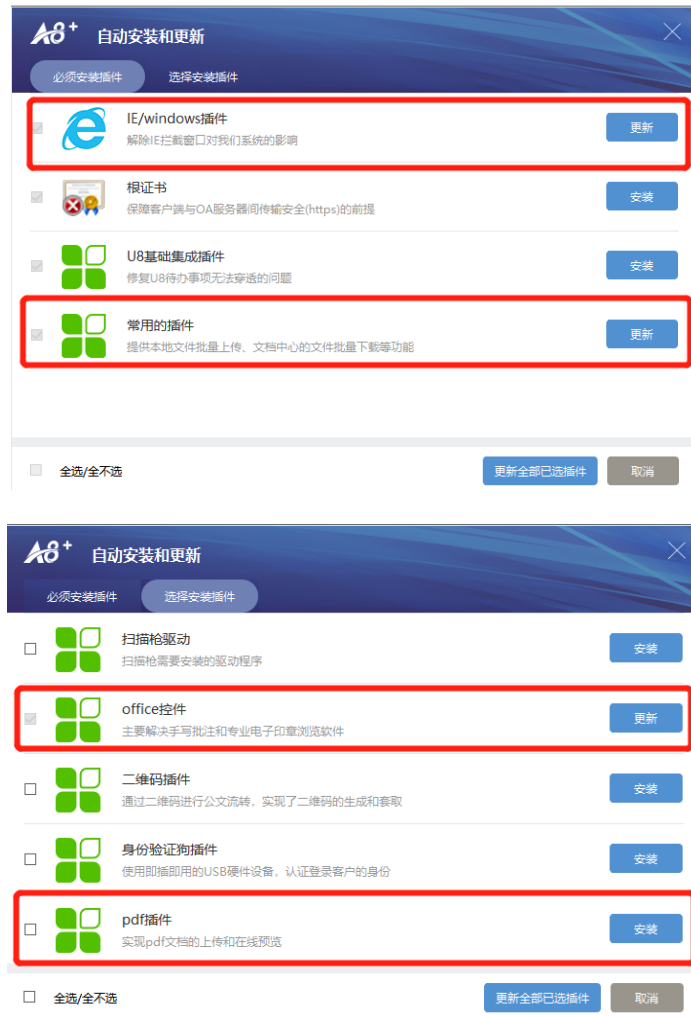 A8+ 自动安装和更新
必须安装插件 选择安装插件
IE/windows插件
解除IE拦截窗口对我们系统的影响
更新
根证书
保障客户端与OA服务器间传输安全(https)的前提
安装
U8基础集成插件
修复U8待办事项无法穿透的问题
安装
常用的插件
提供本地文件批量上传、文档中心的文件批量下载等功能
更新
全选/全不选 更新全部已选插件 取消
A8+ 自动安装和更新
必须安装插件 选择安装插件
扫描枪驱动
扫描枪需要安装的驱动程序
安装
office控件
主要解决手写批注和专业电子印章浏览软件
更新
二维码插件
通过二维码进行公文流转，实现了二维码的生成和套取
安装
身份验证狗插件
使用即插即用的USB硬件设备，认证登录客户的身份
安装
pdf插件
实现pdf文档的上传和在线预览
安装
全选/全不选 更新全部已选插件 取消